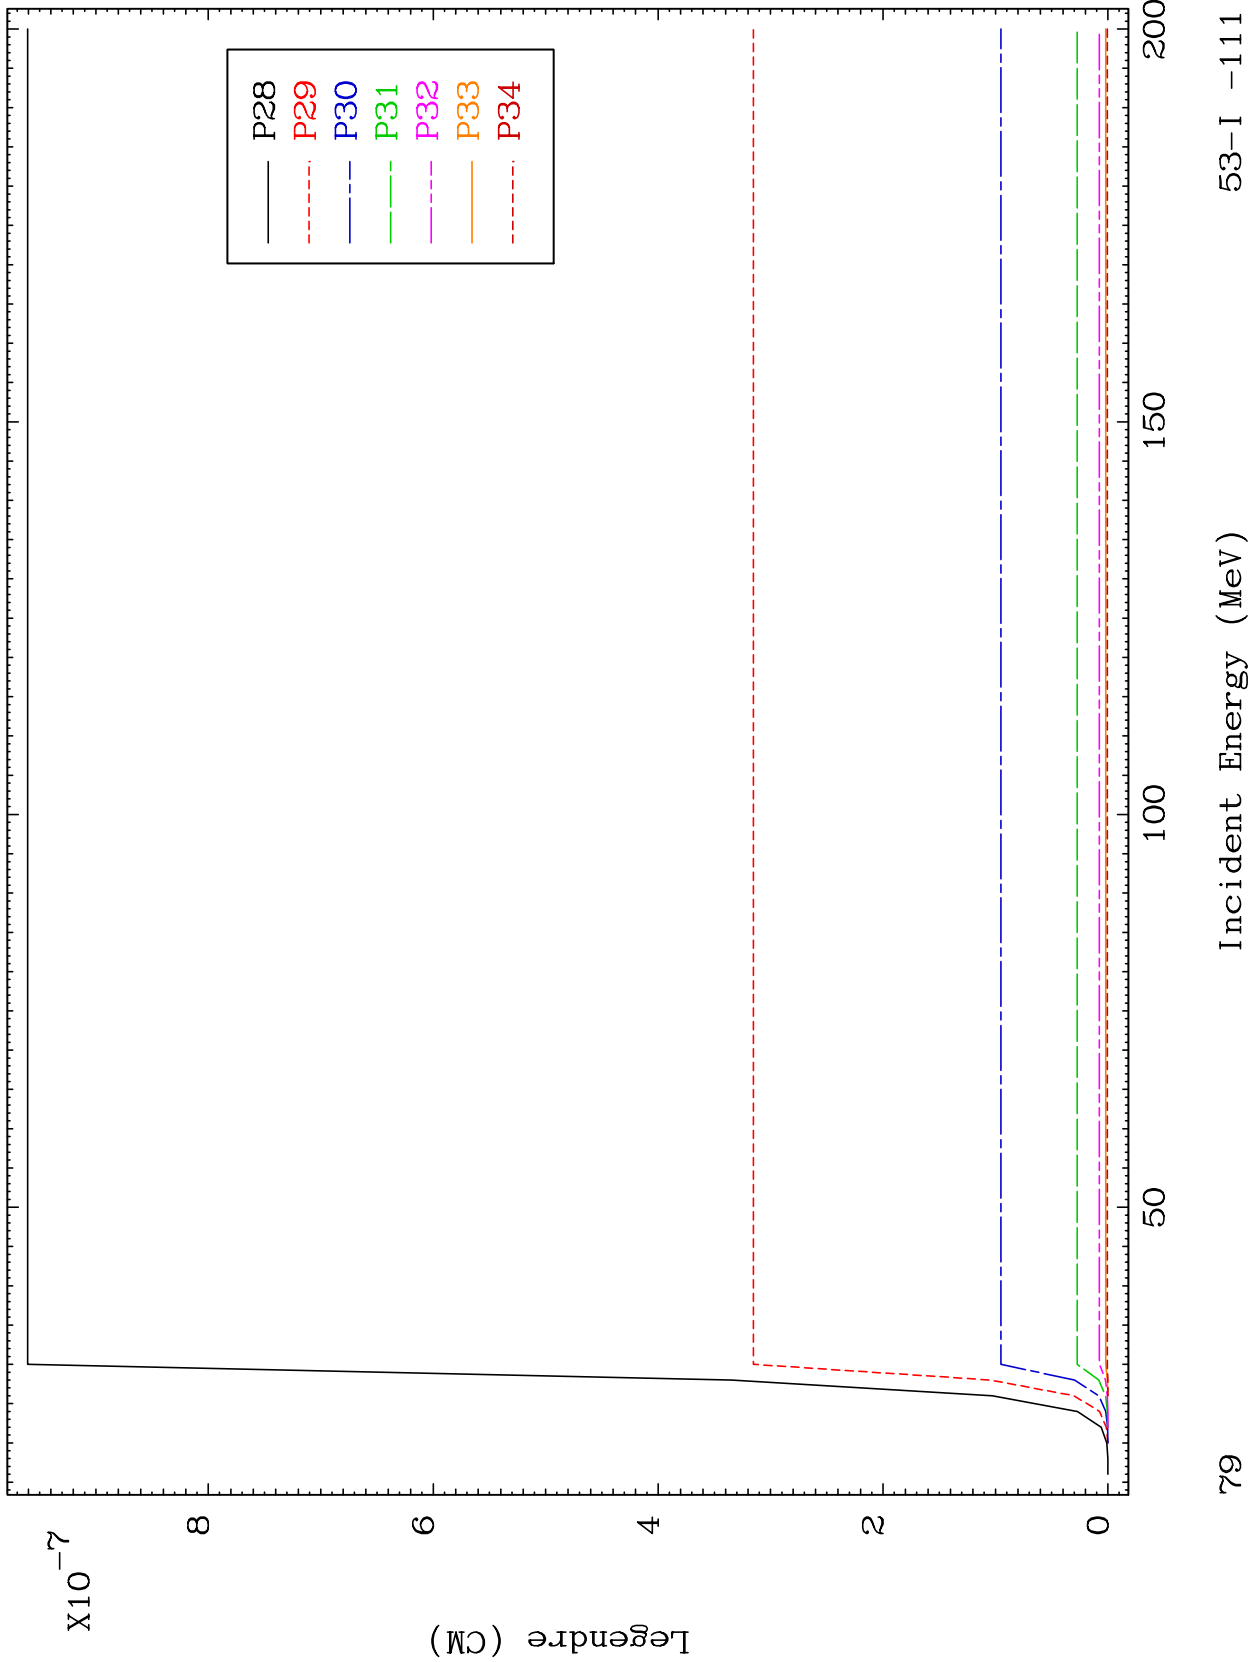 X10-7
8
6
4
2
0
Legendre (CM)
P28
P29
P30
P31
P32
P33
P34
50
100
150
200
Incident Energy (MeV)
79
53-I -111